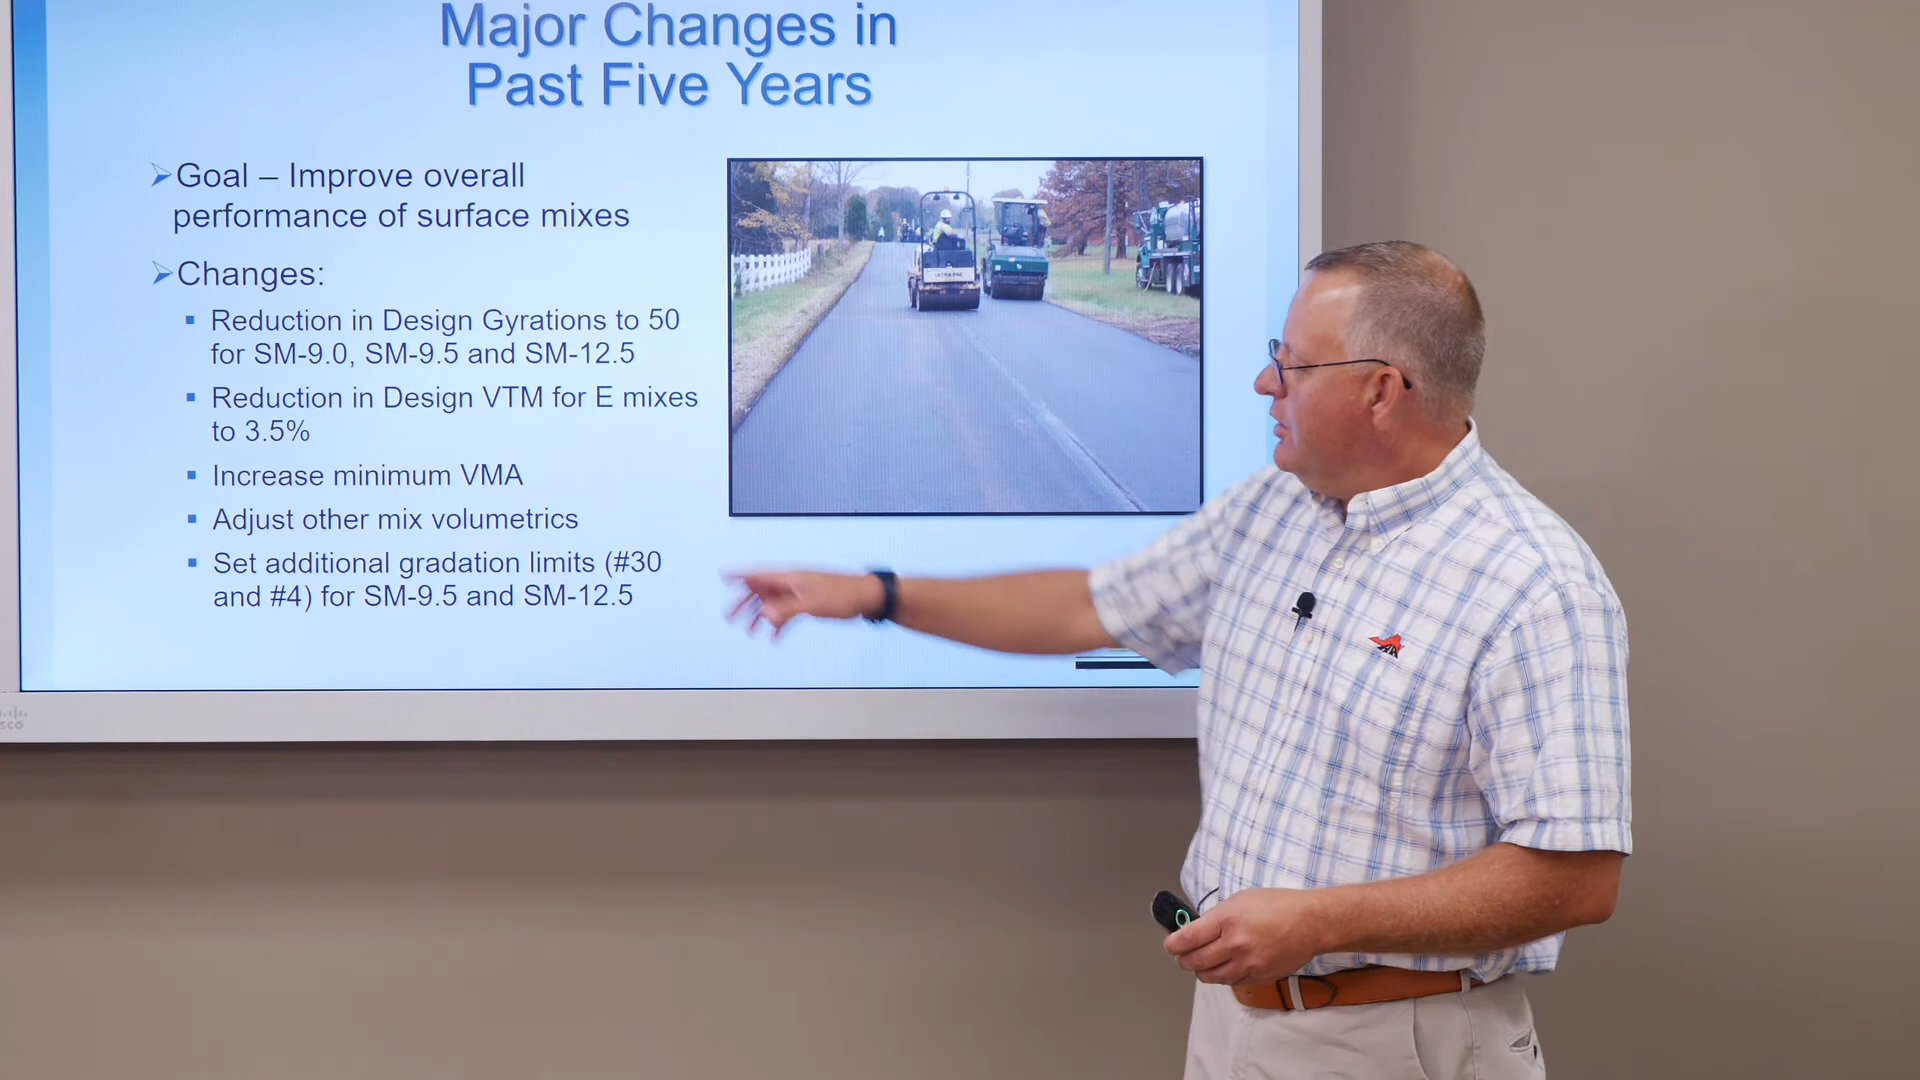 Major Changes in
Past Five Years
Goal – Improve overall
performance of surface mixes
Changes:
Reduction in Design Gyrations to 50
for SM-9.0, SM-9.5 and SM-12.5
Reduction in Design VTM for E mixes
to 3.5%
Increase minimum VMA
Adjust other mix volumetrics
Set additional gradation limits (#30
and #4) for SM-9.5 and SM-12.5